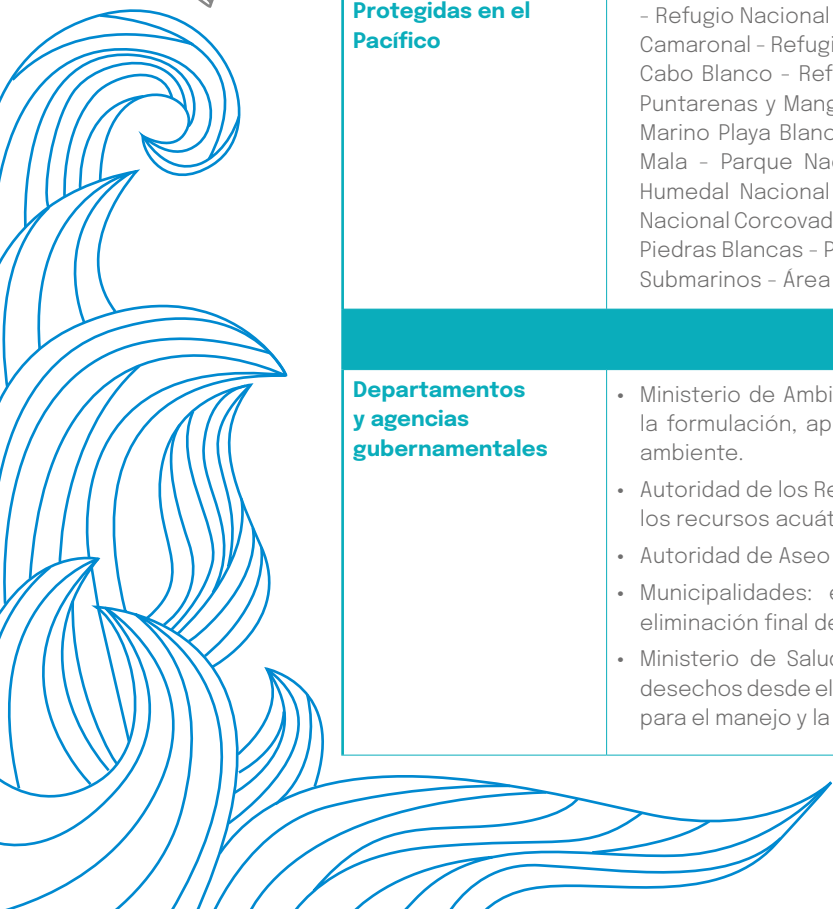 Protegidas en el
Pacífico
- Refugio Nacional
Camaronal - Refugi
Cabo Blanco - Ref
Puntarenas y Mang
Marino Playa Blanc
Mala - Parque Na
Humedal Nacional
Nacional Corcovad
Piedras Blancas - P
Submarinos - Área
Departamentos
y agencias
gubernamentales
• Ministerio de Ambi
la formulación, ap
ambiente.
• Autoridad de los Re
los recursos acuát
• Autoridad de Aseo
• Municipalidades: e
eliminación final de
• Ministerio de Salud
desechos desde el
para el manejo y la